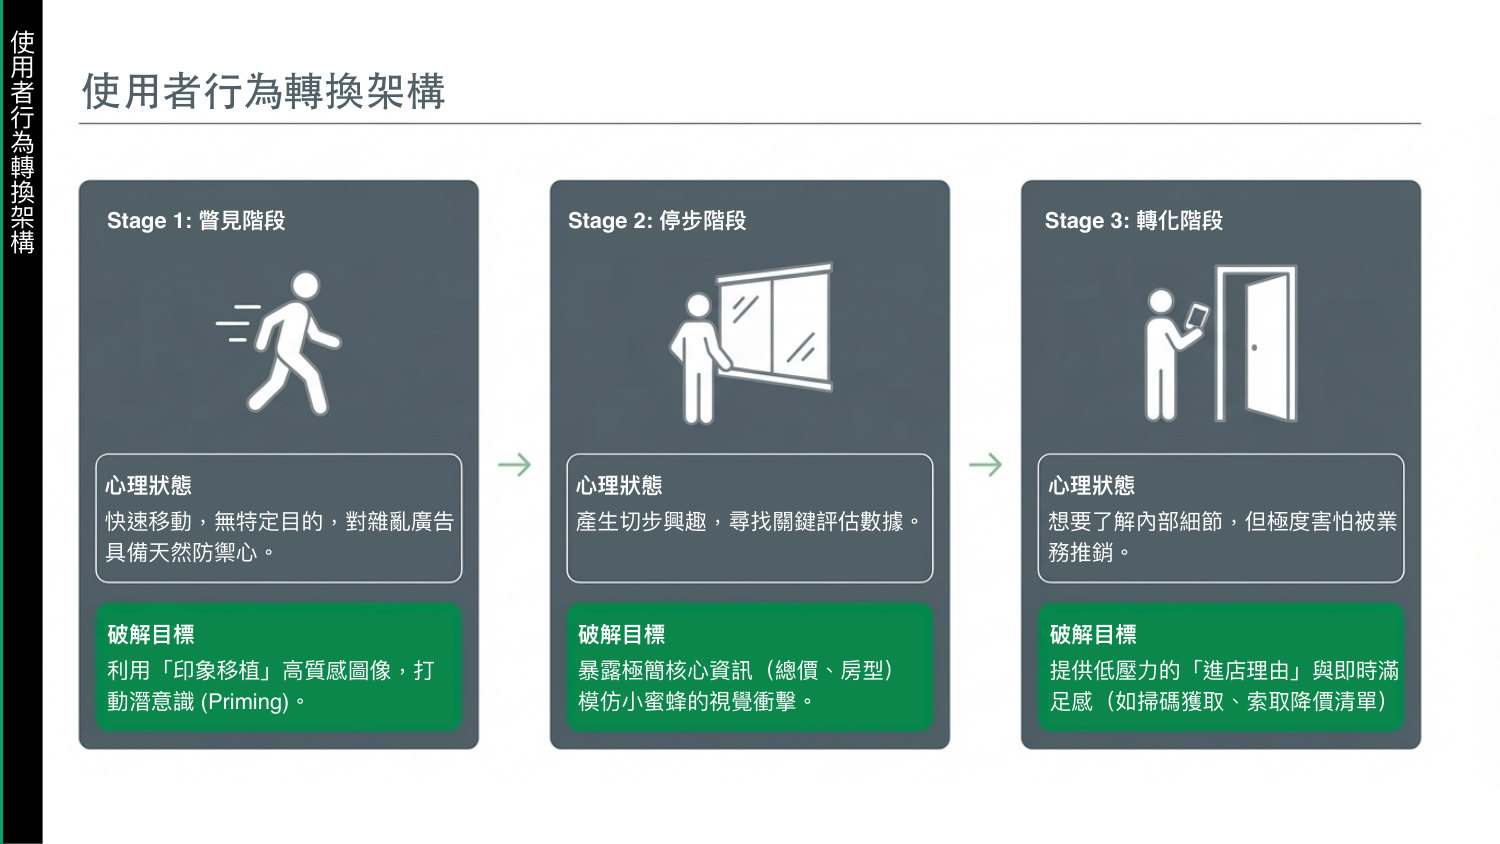 使用者行為轉換架構
使用者行為轉換架構
Stage 1: 瞥見階段
心理狀態
快速移動，無特定目的，對雜亂廣告
具備天然防禦心。
破解目標
利用「印象移植」高質感圖像，打
動潛意識 (Priming)。
Stage 2: 停步階段
心理狀態
產生切步興趣，尋找關鍵評估數據。
破解目標
暴露極簡核心資訊（總價、房型）
模仿小蜜蜂的視覺衝擊。
Stage 3: 轉化階段
心理狀態
想要了解內部細節，但極度害怕被業
務推銷。
破解目標
提供低壓力的「進店理由」與即時滿
足感（如掃碼獲取、索取降價清單）